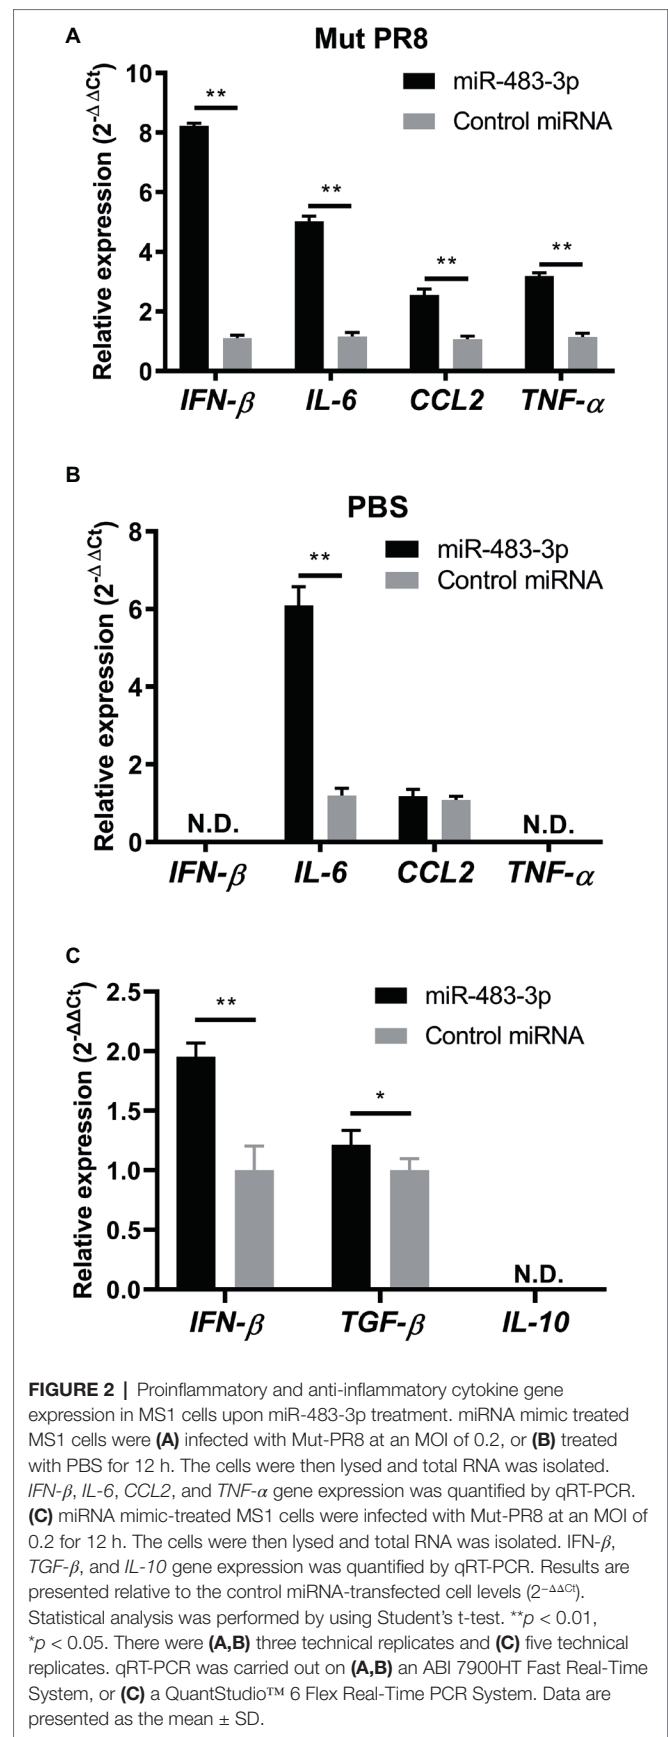 A
Mut PR8
Relative expression (2-Δ ΔCt)
10
8
6
4
2
0
miR-483-3p
Control miRNA
**
**
**
**
IFN-β IL-6 CCL2 TNF-α
B
PBS
Relative expression (2-Δ ΔCt)
8
6
4
2
0
miR-483-3p
Control miRNA
**
N.D.
N.D.
IFN-β IL-6 CCL2 TNF-α
C
Relative expression (2-ΔΔCt)
2.5
2.0
1.5
1.0
0.5
0.0
miR-483-3p
Control miRNA
**
*
N.D.
IFN-β TGF-β IL-10
FIGURE 2 | Proinflammatory and anti-inflammatory cytokine gene
expression in MS1 cells upon miR-483-3p treatment. miRNA mimic treated
MS1 cells were (A) infected with Mut-PR8 at an MOI of 0.2, or (B) treated
with PBS for 12 h. The cells were then lysed and total RNA was isolated.
IFN-β, IL-6, CCL2, and TNF-α gene expression was quantified by qRT-PCR.
(C) miRNA mimic-treated MS1 cells were infected with Mut-PR8 at an MOI of
0.2 for 12 h. The cells were then lysed and total RNA was isolated. IFN-β,
TGF-β, and IL-10 gene expression was quantified by qRT-PCR. Results are
presented relative to the control miRNA-transfected cell levels (2−ΔΔCt).
Statistical analysis was performed by using Student's t-test. **p < 0.01,
*p < 0.05. There were (A,B) three technical replicates and (C) five technical
replicates. qRT-PCR was carried out on (A,B) an ABI 7900HT Fast Real-Time
System, or (C) a QuantStudio™ 6 Flex Real-Time PCR System. Data are
presented as the mean ± SD.